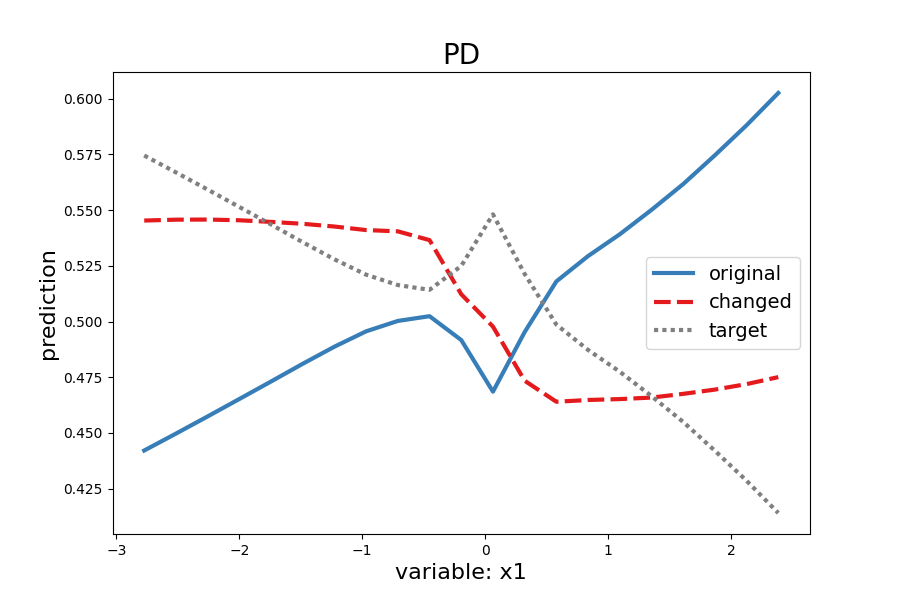 PD
prediction
0.600
0.575
0.550
0.525
0.500
0.475
0.450
0.425
original
changed
target
−3 −2 −1 0 1 2
variable: x1